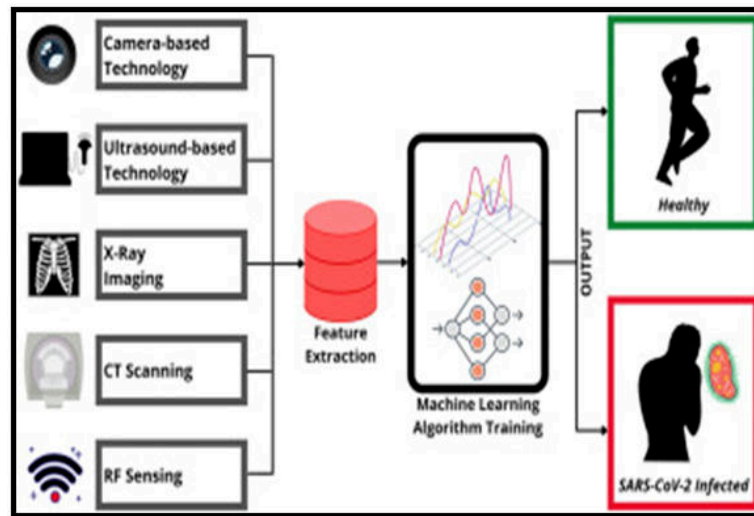 Camera-based
Technology
Ultrasound-based
Technology
X-Ray
Imaging
CT Scanning
RF Sensing
Feature
Extraction
Machine Learning
Algorithm Training
OUTPUT
Healthy
SARS-CoV-2 Infected